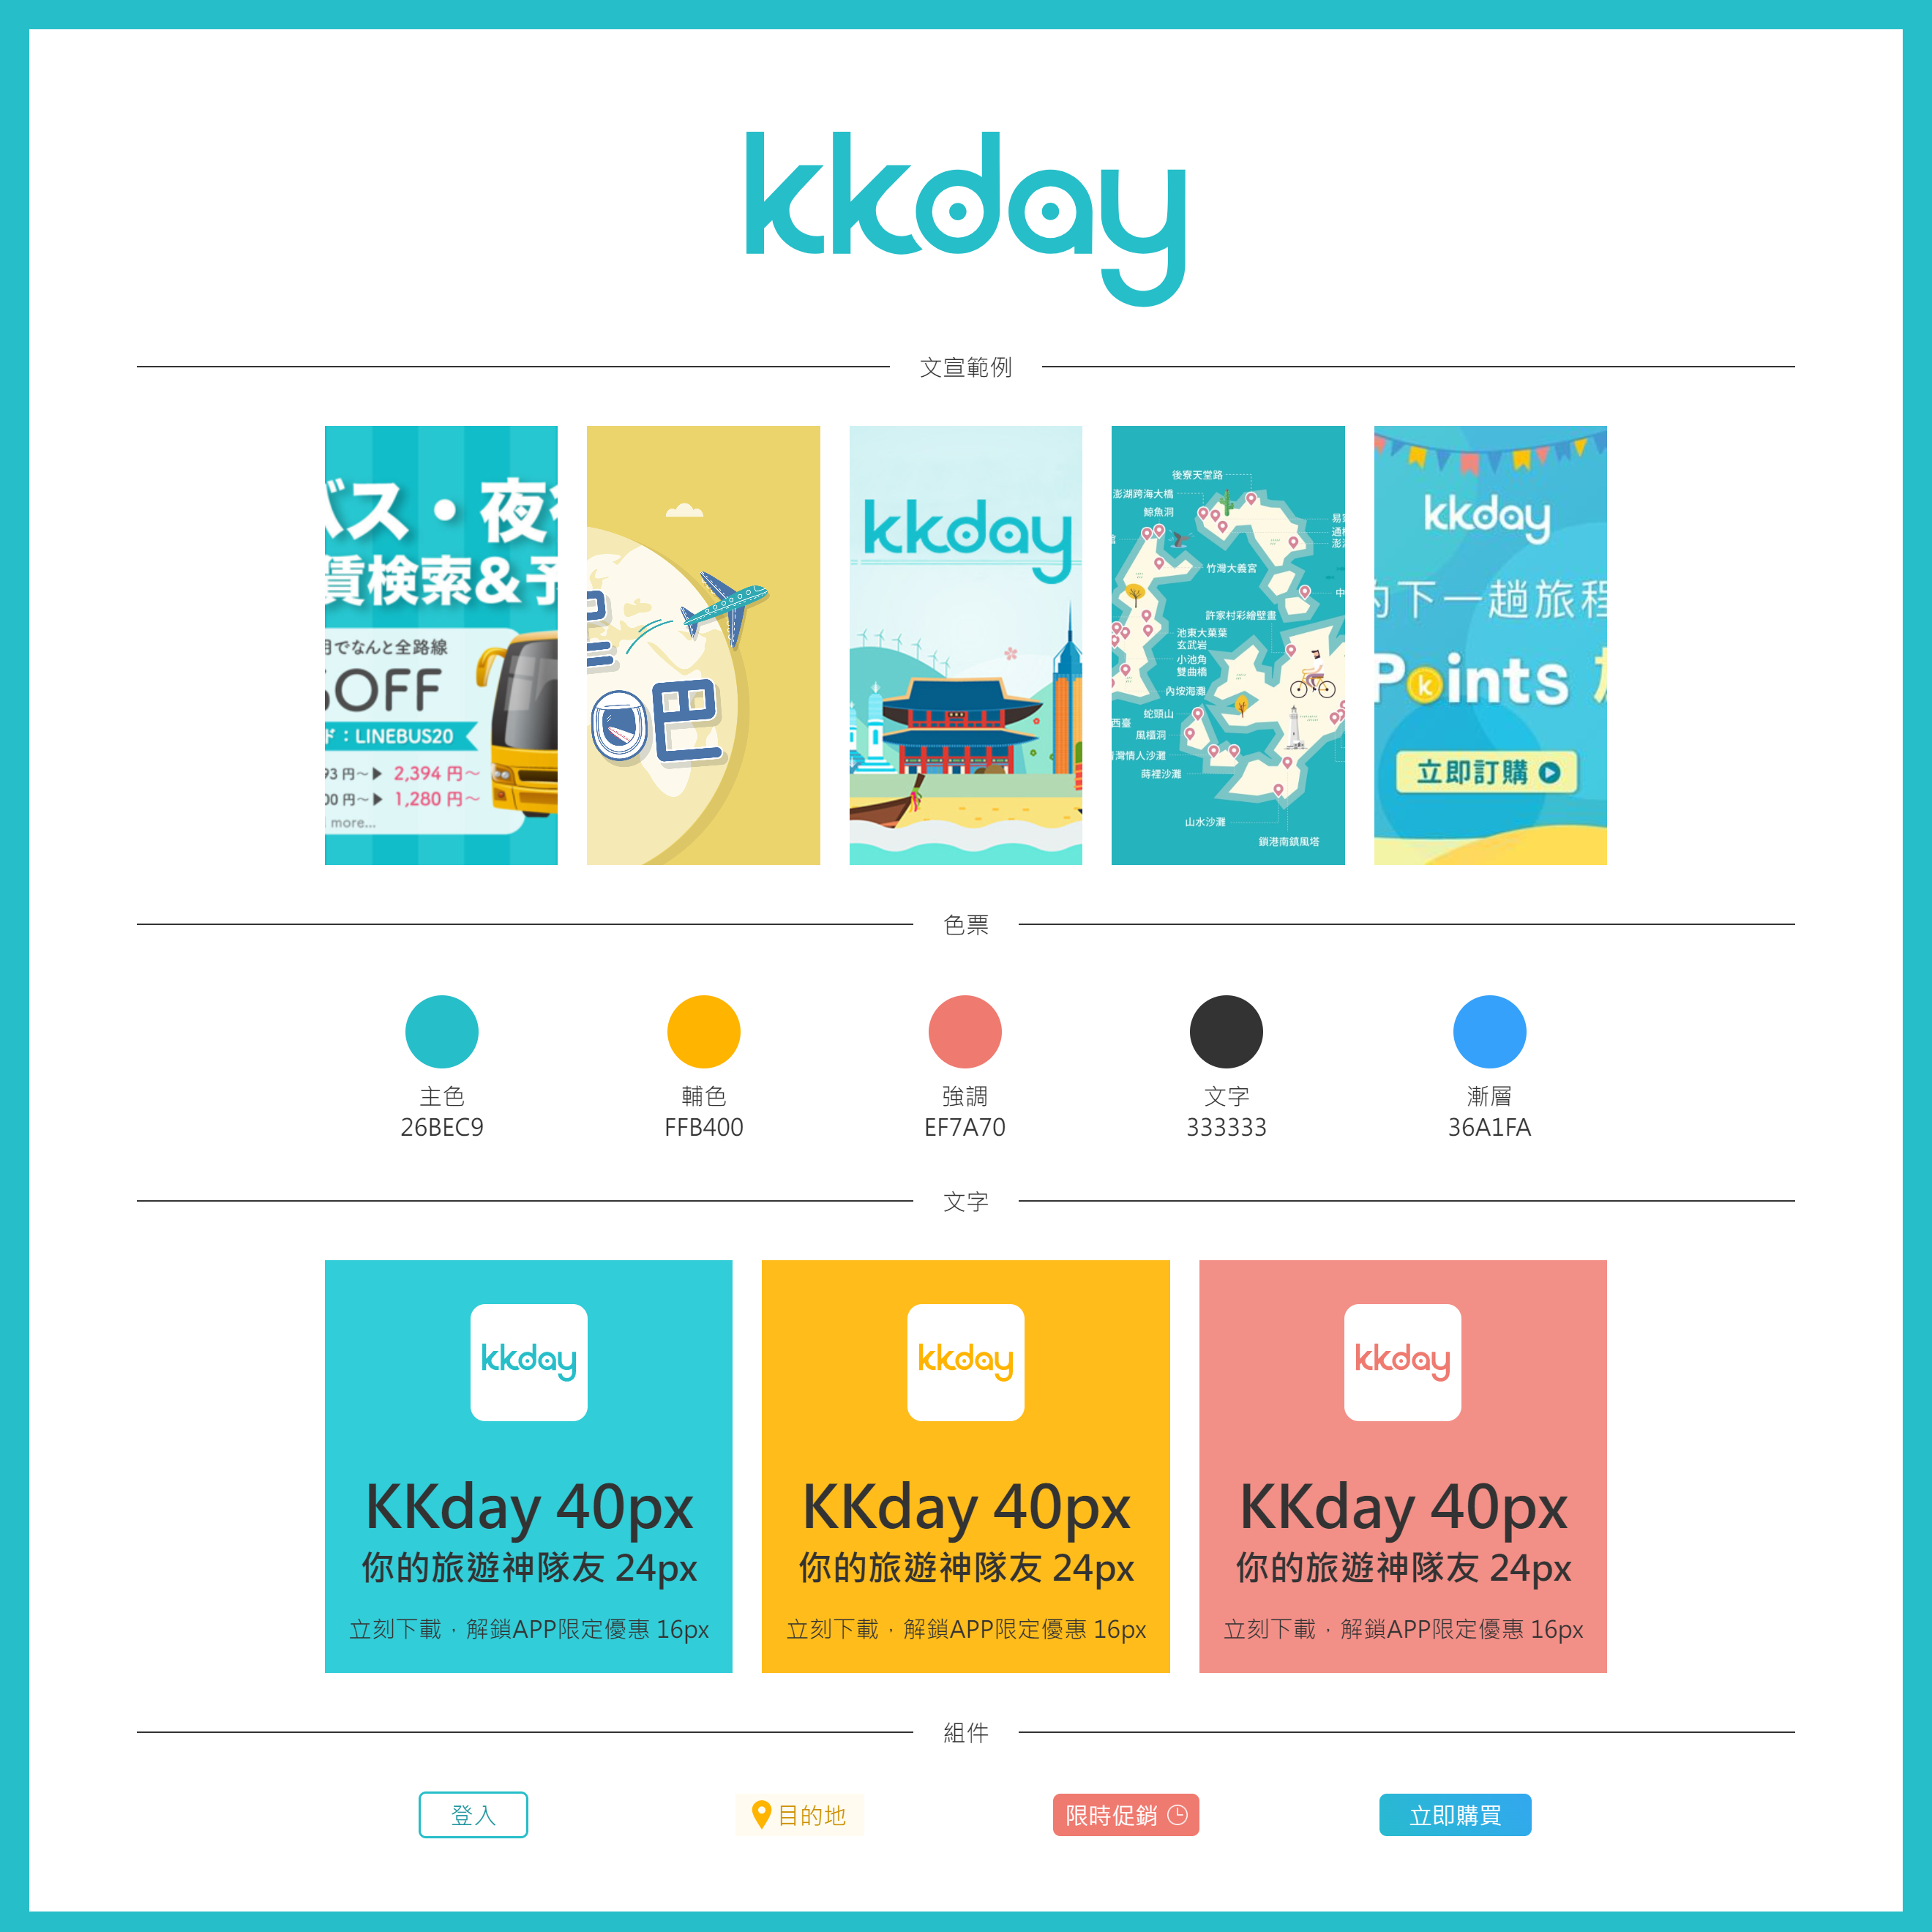 kkday
文宣範例
バス・夜
賃検索&予
月でなんと全路線
OFF
ド：LINEBUS20
93 円～▶ 2,394 円～
00 円～▶ 1,280 円～
more...
巴
kkday
後寮天堂路
澎湖跨海大橋
鯨魚洞
竹灣大義宮
中
許家村彩繪壁畫
池東大菓葉
玄武岩
小池角
雙曲橋
內垵海灘
蛇頭山
西臺
風櫃洞
灣情人沙灘
蒔裡沙灘
山水沙灘
鎖港南鎮風塔
kkday
的下一趟旅程
Points
立即訂購
色票
主色
26BEC9
輔色
FFB400
強調
EF7A70
文字
333333
漸層
36A1FA
文字
kkday
KKday 40px
你的旅遊神隊友 24px
立刻下載，解鎖APP限定優惠 16px
kkday
KKday 40px
你的旅遊神隊友 24px
立刻下載，解鎖APP限定優惠 16px
kkday
KKday 40px
你的旅遊神隊友 24px
立刻下載，解鎖APP限定優惠 16px
組件
登入
目的地
限時促銷
立即購買